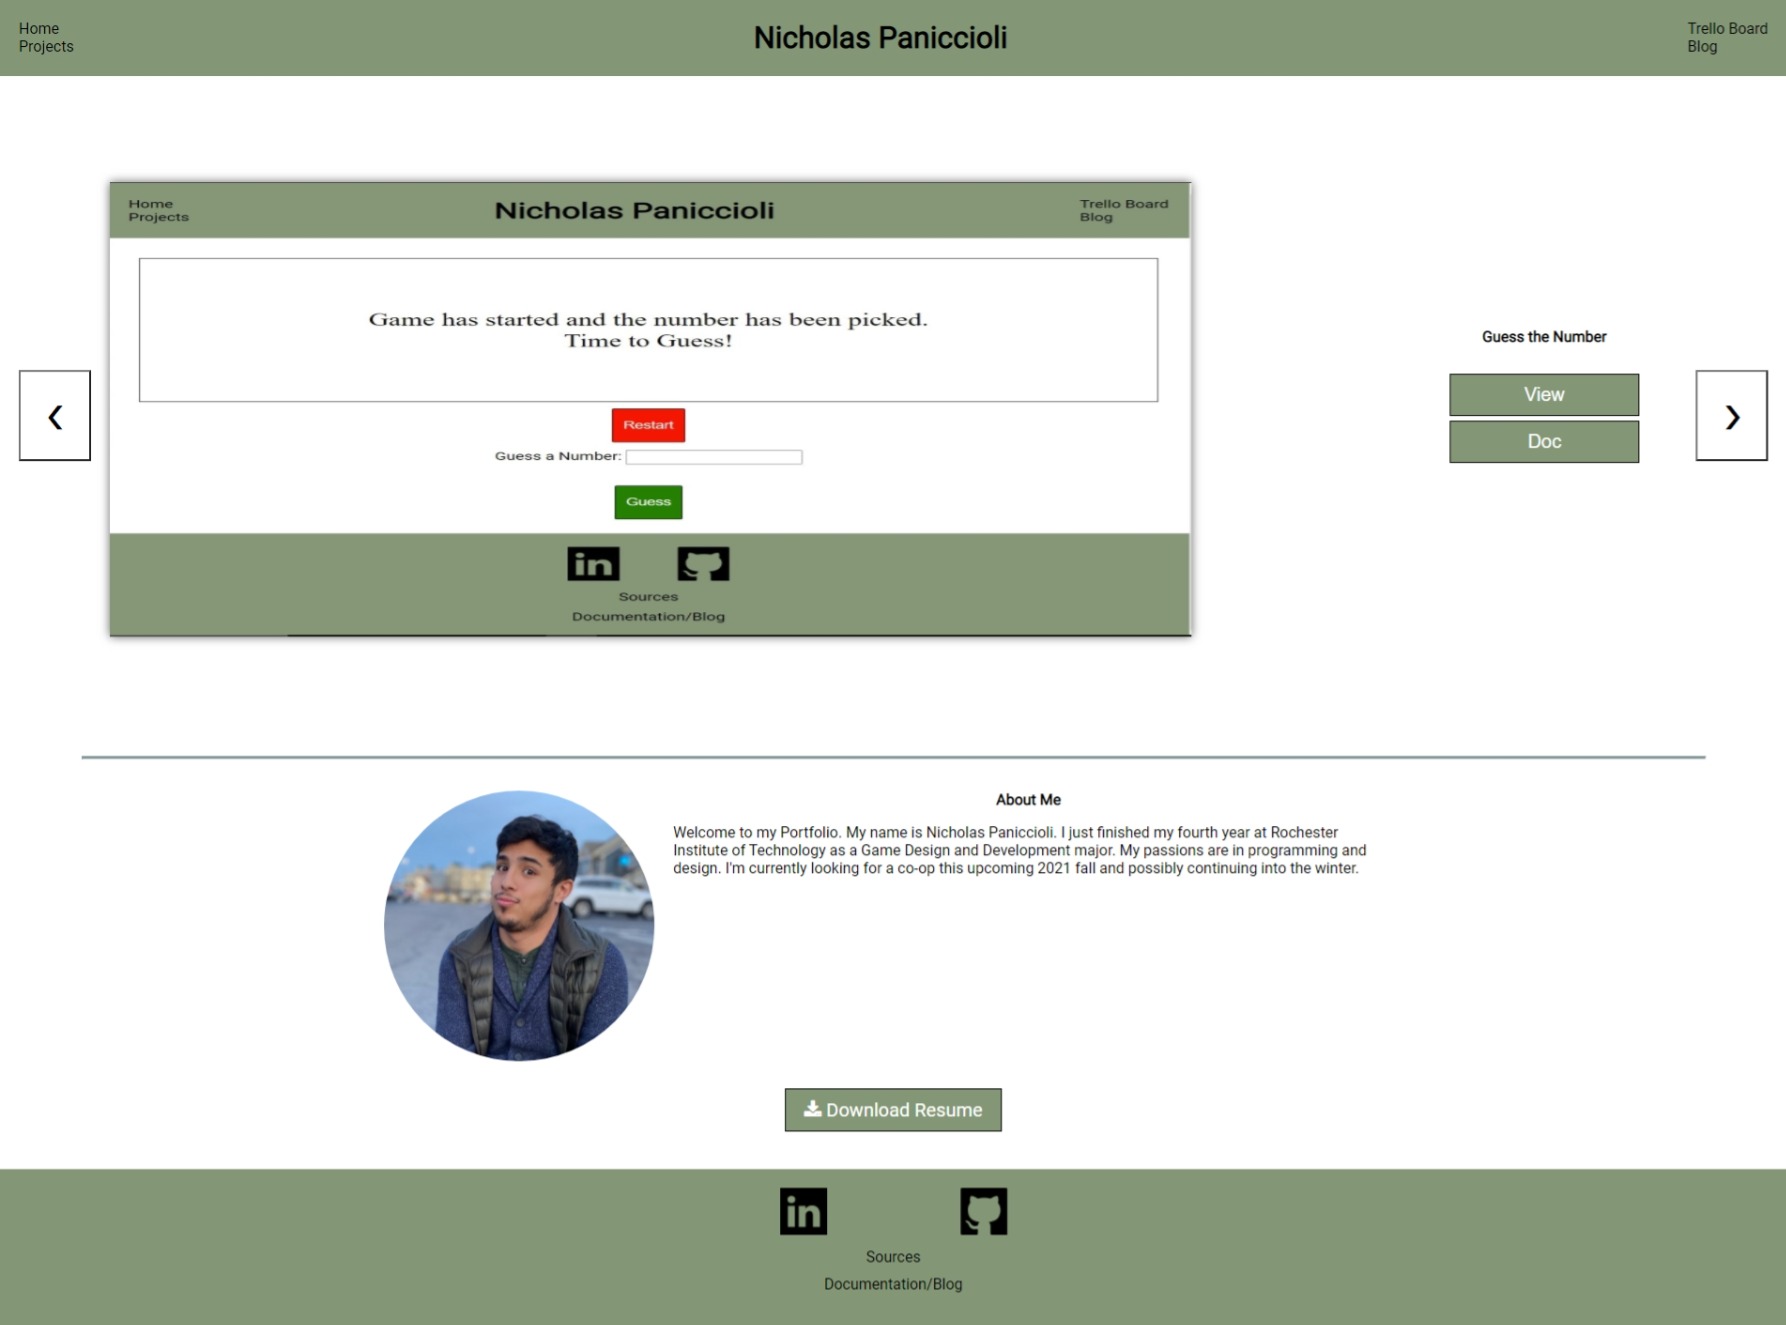 Home
Projects
Nicholas Paniccioli
Trello Board
Blog
Home
Projects
Nicholas Paniccioli
Trello Board
Blog
Game has started and the number has been picked.
Time to Guess!
Restart
Guess a Number:
Guess
in
Sources
Documentation/Blog
❮
Guess the Number
View
Doc
❯
About Me
Welcome to my Portfolio. My name is Nicholas Paniccioli. I just finished my fourth year at Rochester
Institute of Technology as a Game Design and Development major. My passions are in programming and
design. I'm currently looking for a co-op this upcoming 2021 fall and possibly continuing into the winter.
Download Resume
in
Sources
Documentation/Blog